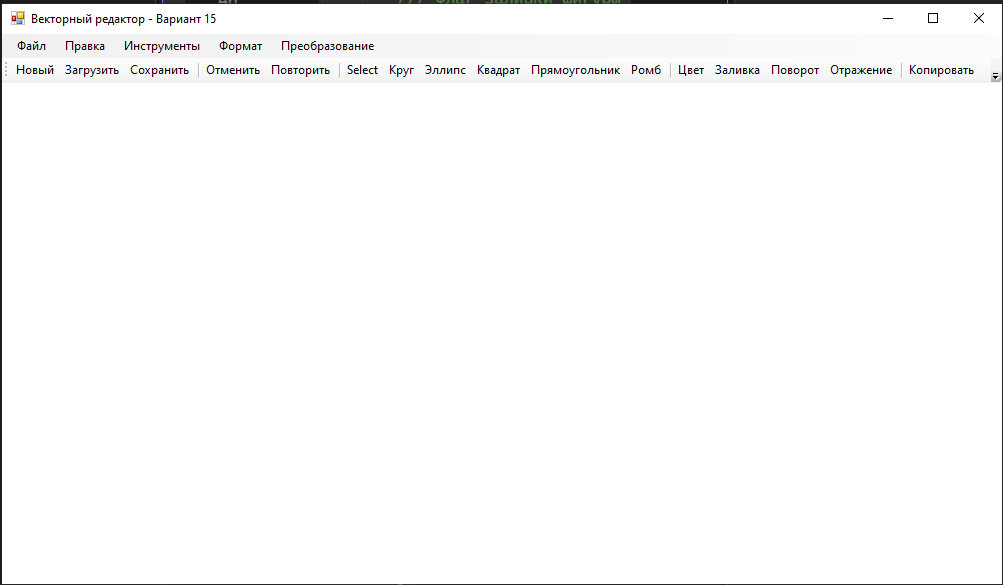 Векторный редактор - Вариант 15
Файл Правка Инструменты Формат Преобразование
Новый Загрузить Сохранить Отменить Повторить Select Круг Эллипс Квадрат Прямоугольник Ромб Цвет Заливка Поворот Отражение Копировать